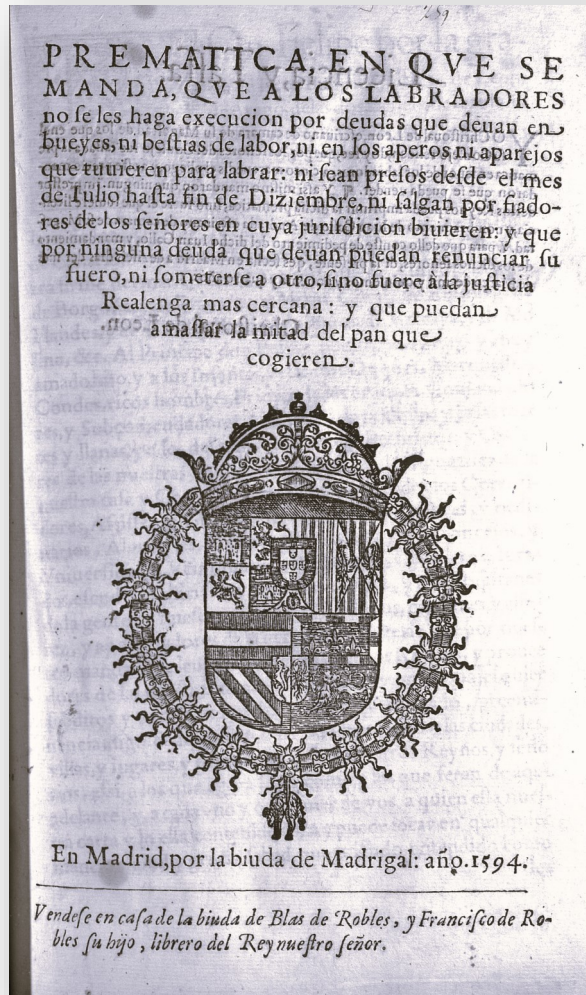 PREMATICA, EN QVE SE
MANDA, QVE A LOS LABRADORES
no se les haga execucion por deudas que deuan en
bueyes, ni bestias de labor, ni en los aperos ni aparejos
que tuuieren para labrar: ni sean presos desde el mes
de Iulio hasta fin de Diziembre, ni salgan por fiado-
res de los señores en cuya jurisdicion biuieren: y que
por ninguna deuda que deuan puedan renunciar su
fuero, ni someterse a otro, sino fuere à la justicia
Realenga mas cercana: y que puedan
amassar la mitad del pan que
cogieren.
En Madrid, por la biuda de Madrigal: año. 1594.
Vendese en casa de la biuda de Blas de Robles, y Francisco de Ro-
bles su hijo, librero del Rey nuestro señor.